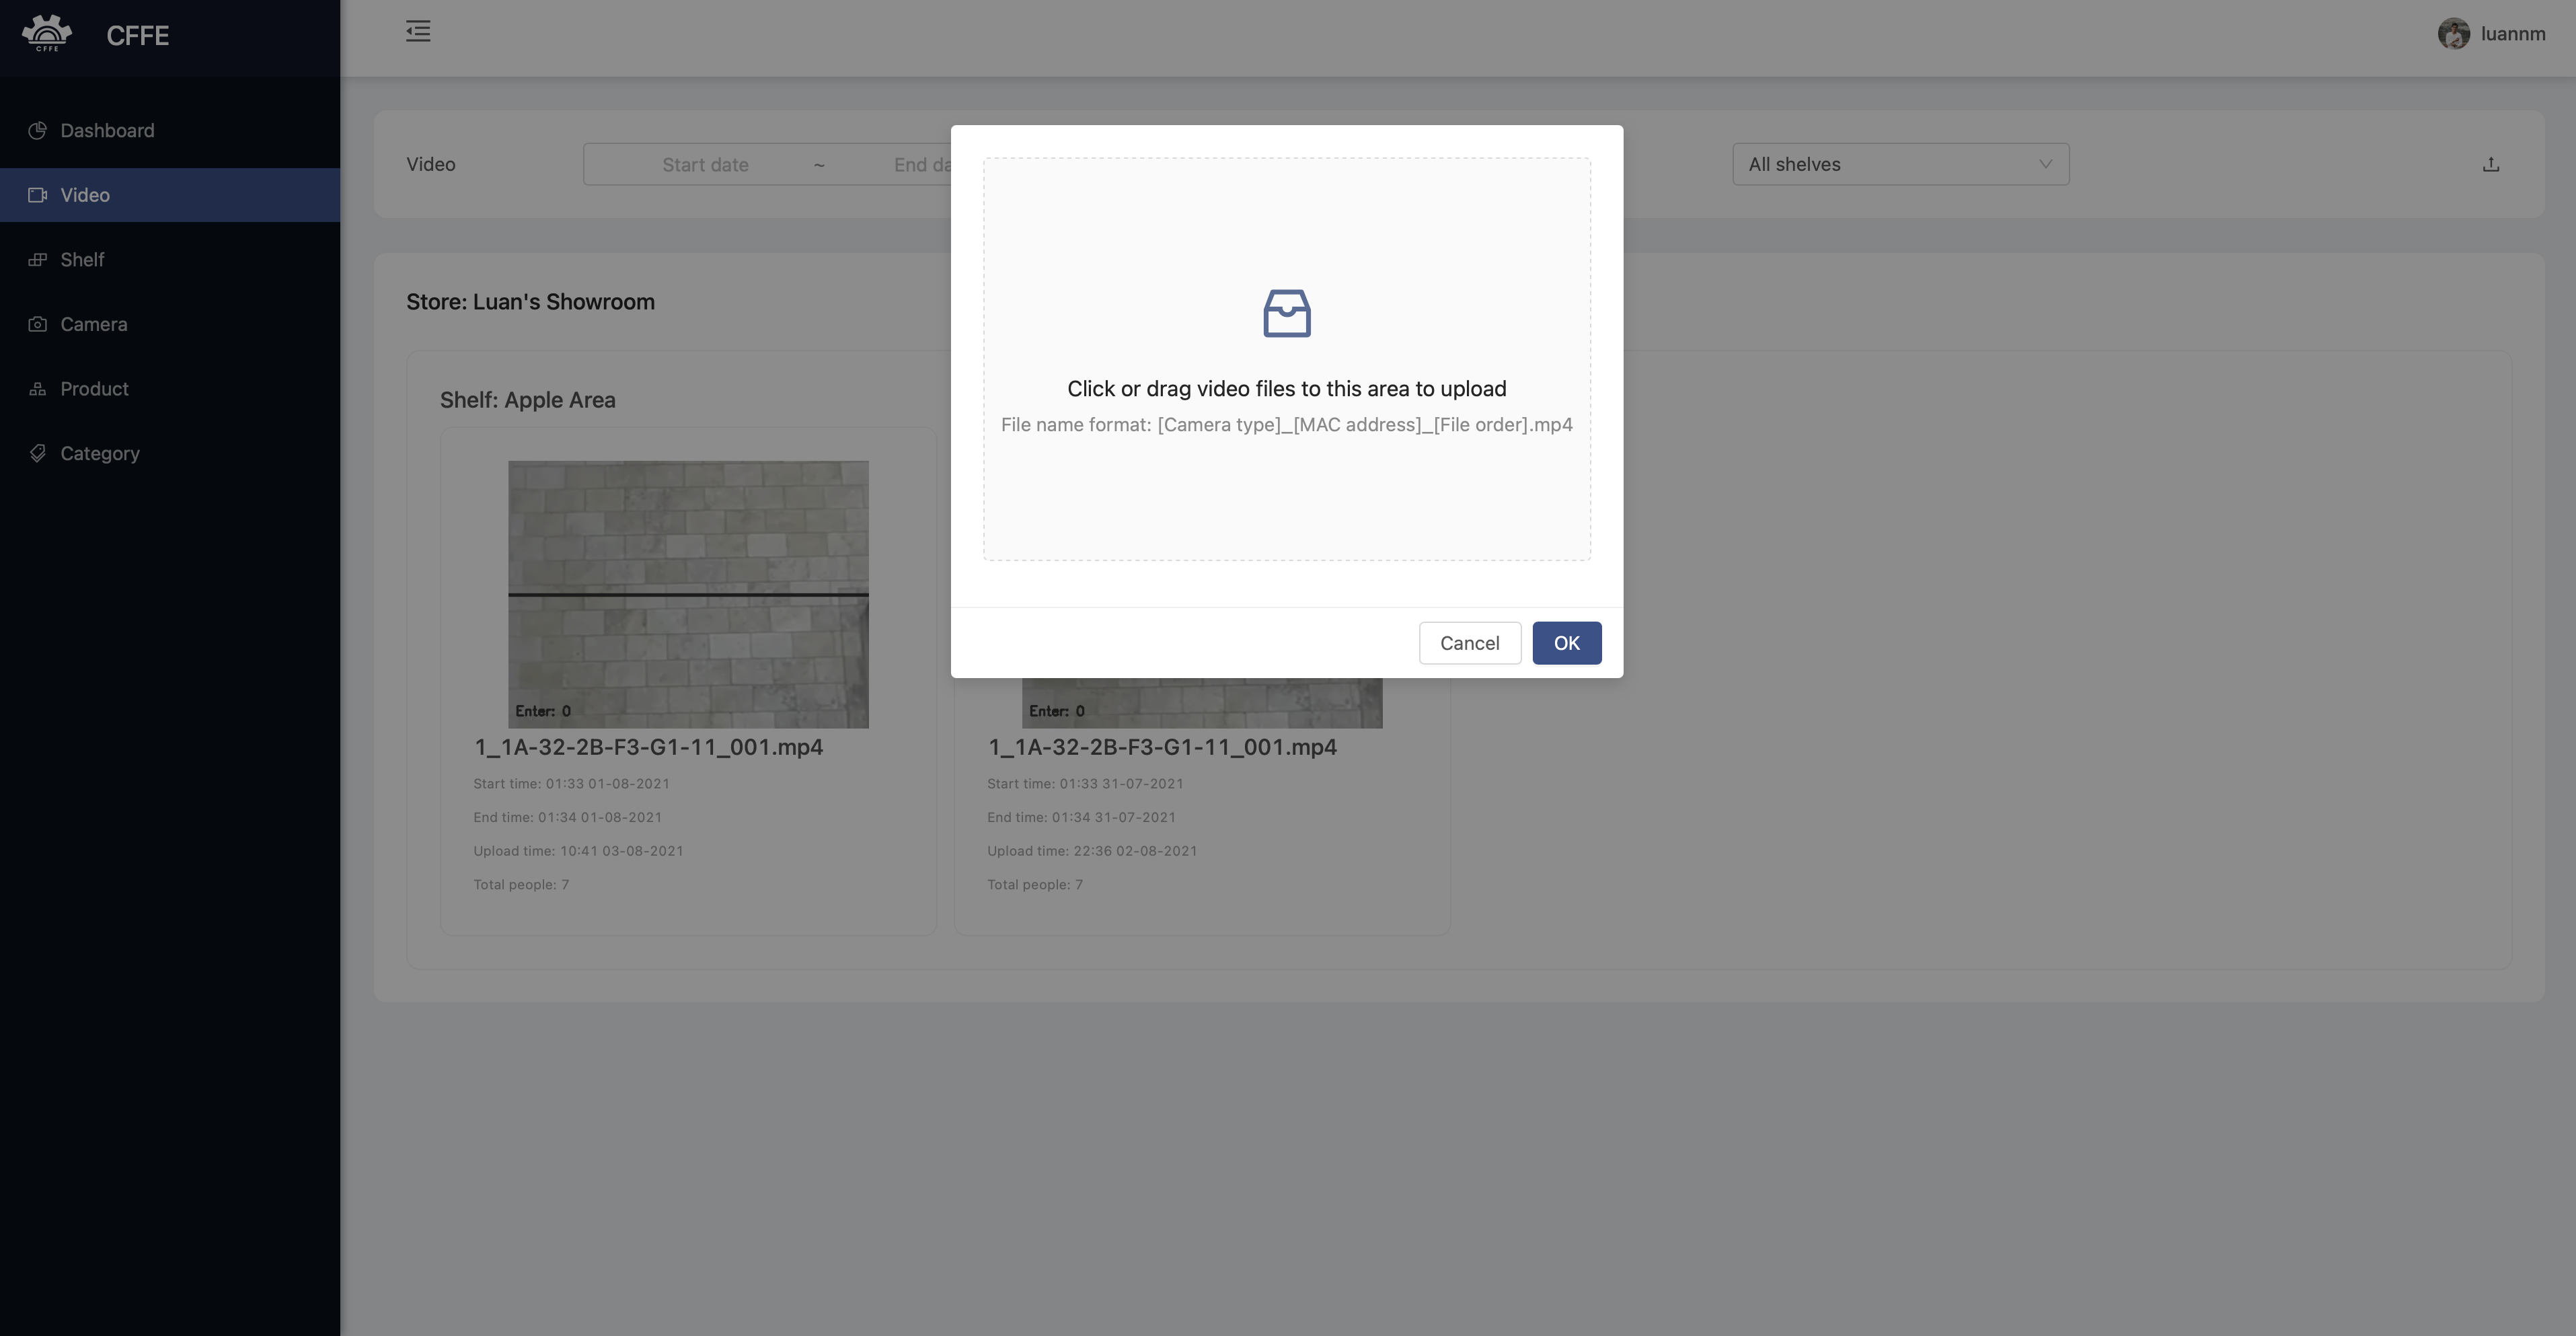 CFFE
CFFE
luannm
Dashboard
Video
Shelf
Camera
Product
Category
Video
Start date ~ End da
All shelves
Click or drag video files to this area to upload
File name format: [Camera type]_[MAC address]_[File order].mp4
Cancel
OK
Store: Luan's Showroom
Shelf: Apple Area
Enter: 0
1_1A-32-2B-F3-G1-11_001.mp4
Start time: 01:33 01-08-2021
End time: 01:34 01-08-2021
Upload time: 10:41 03-08-2021
Total people: 7
Enter: 0
1_1A-32-2B-F3-G1-11_001.mp4
Start time: 01:33 31-07-2021
End time: 01:34 31-07-2021
Upload time: 22:36 02-08-2021
Total people: 7